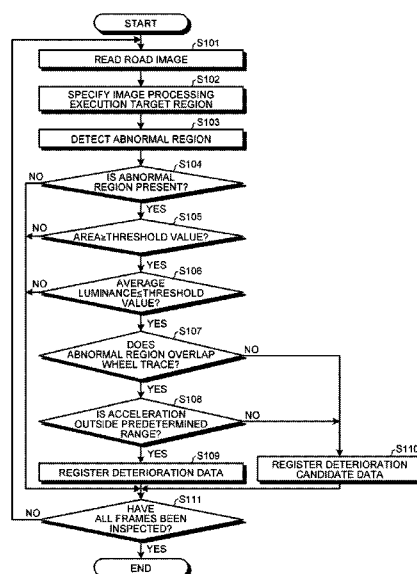 START
S101
READ ROAD IMAGE
S102
SPECIFY IMAGE PROCESSING
EXECUTION TARGET REGION
S103
DETECT ABNORMAL REGION
S104
NO
IS ABNORMAL
REGION PRESENT?
YES
S105
NO
AREA≥THRESHOLD VALUE?
YES
S106
NO
AVERAGE
LUMINANCE≤THRESHOLD
VALUE?
YES
S107
DOES
ABNORMAL REGION OVERLAP
WHEEL TRACE?
NO
YES
S108
IS ACCELERATION
OUTSIDE PREDETERMINED
RANGE?
NO
YES
S109
REGISTER DETERIORATION DATA
S110
REGISTER DETERIORATION
CANDIDATE DATA
S111
NO
HAVE
ALL FRAMES BEEN
INSPECTED?
YES
END